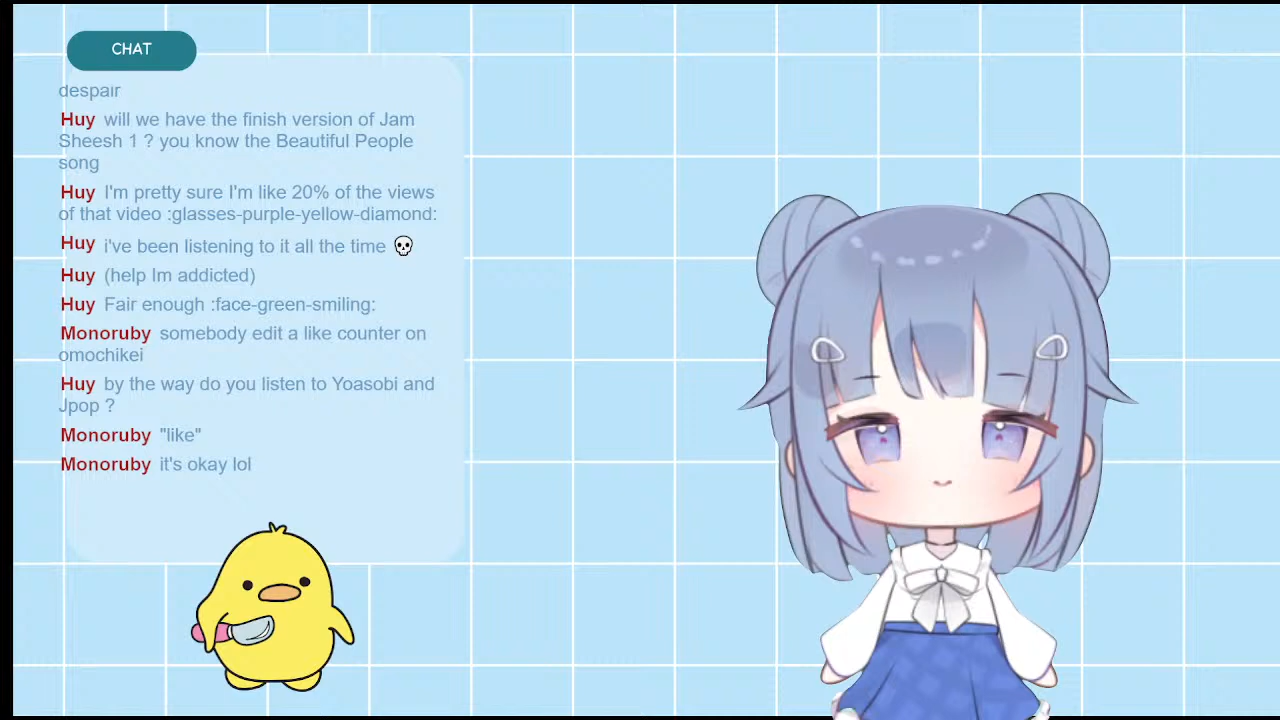 CHAT
despair
Huy will we have the finish version of Jam
Sheesh 1 ? you know the Beautiful People
song
Huy I'm pretty sure I'm like 20% of the views
of that video :glasses-purple-yellow-diamond:
Huy i've been listening to it all the time 💀
Huy (help Im addicted)
Huy Fair enough :face-green-smiling:
Monoruby somebody edit a like counter on
omochikei
Huy by the way do you listen to Yoasobi and
Jpop ?
Monoruby "like"
Monoruby it's okay lol